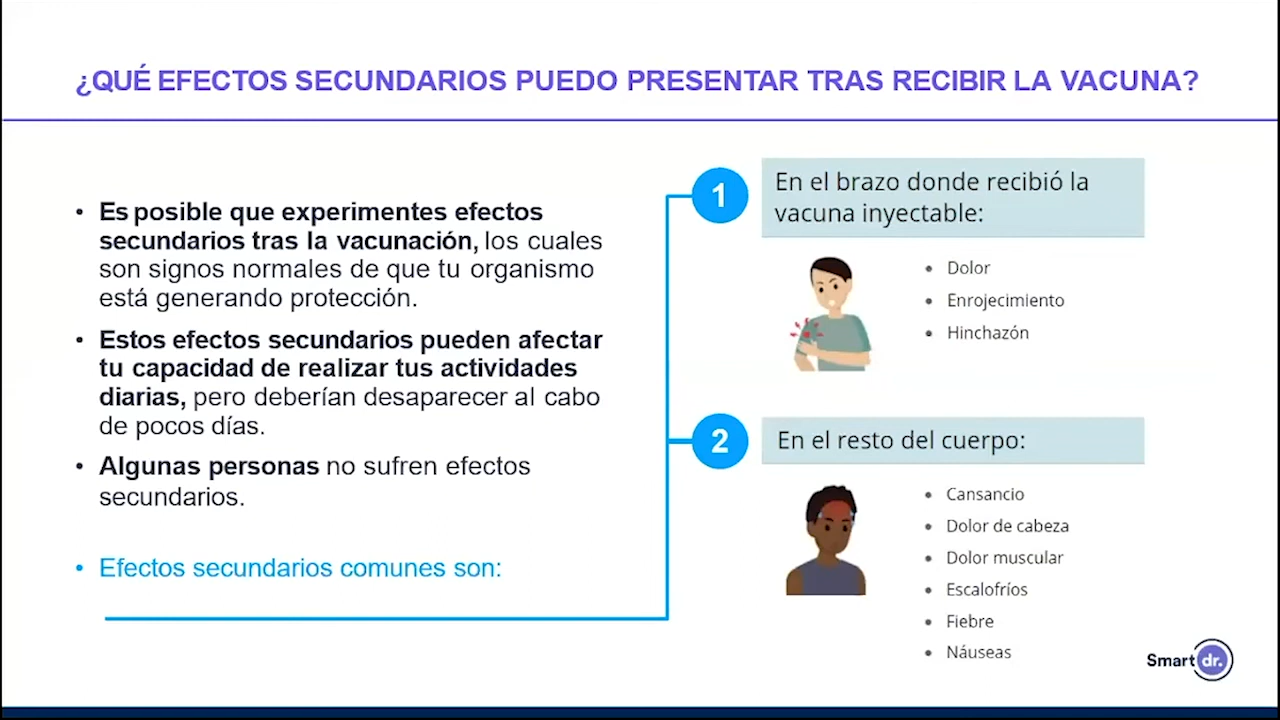 ¿QUÉ EFECTOS SECUNDARIOS PUEDO PRESENTAR TRAS RECIBIR LA VACUNA?
• Es posible que experimentes efectos
secundarios tras la vacunación, los cuales
son signos normales de que tu organismo
está generando protección.
• Estos efectos secundarios pueden afectar
tu capacidad de realizar tus actividades
diarias, pero deberían desaparecer al cabo
de pocos días.
• Algunas personas no sufren efectos
secundarios.
• Efectos secundarios comunes son:
1
En el brazo donde recibió la
vacuna inyectable:
• Dolor
• Enrojecimiento
• Hinchazón
2
En el resto del cuerpo:
• Cansancio
• Dolor de cabeza
• Dolor muscular
• Escalofríos
• Fiebre
• Náuseas
Smart dr.